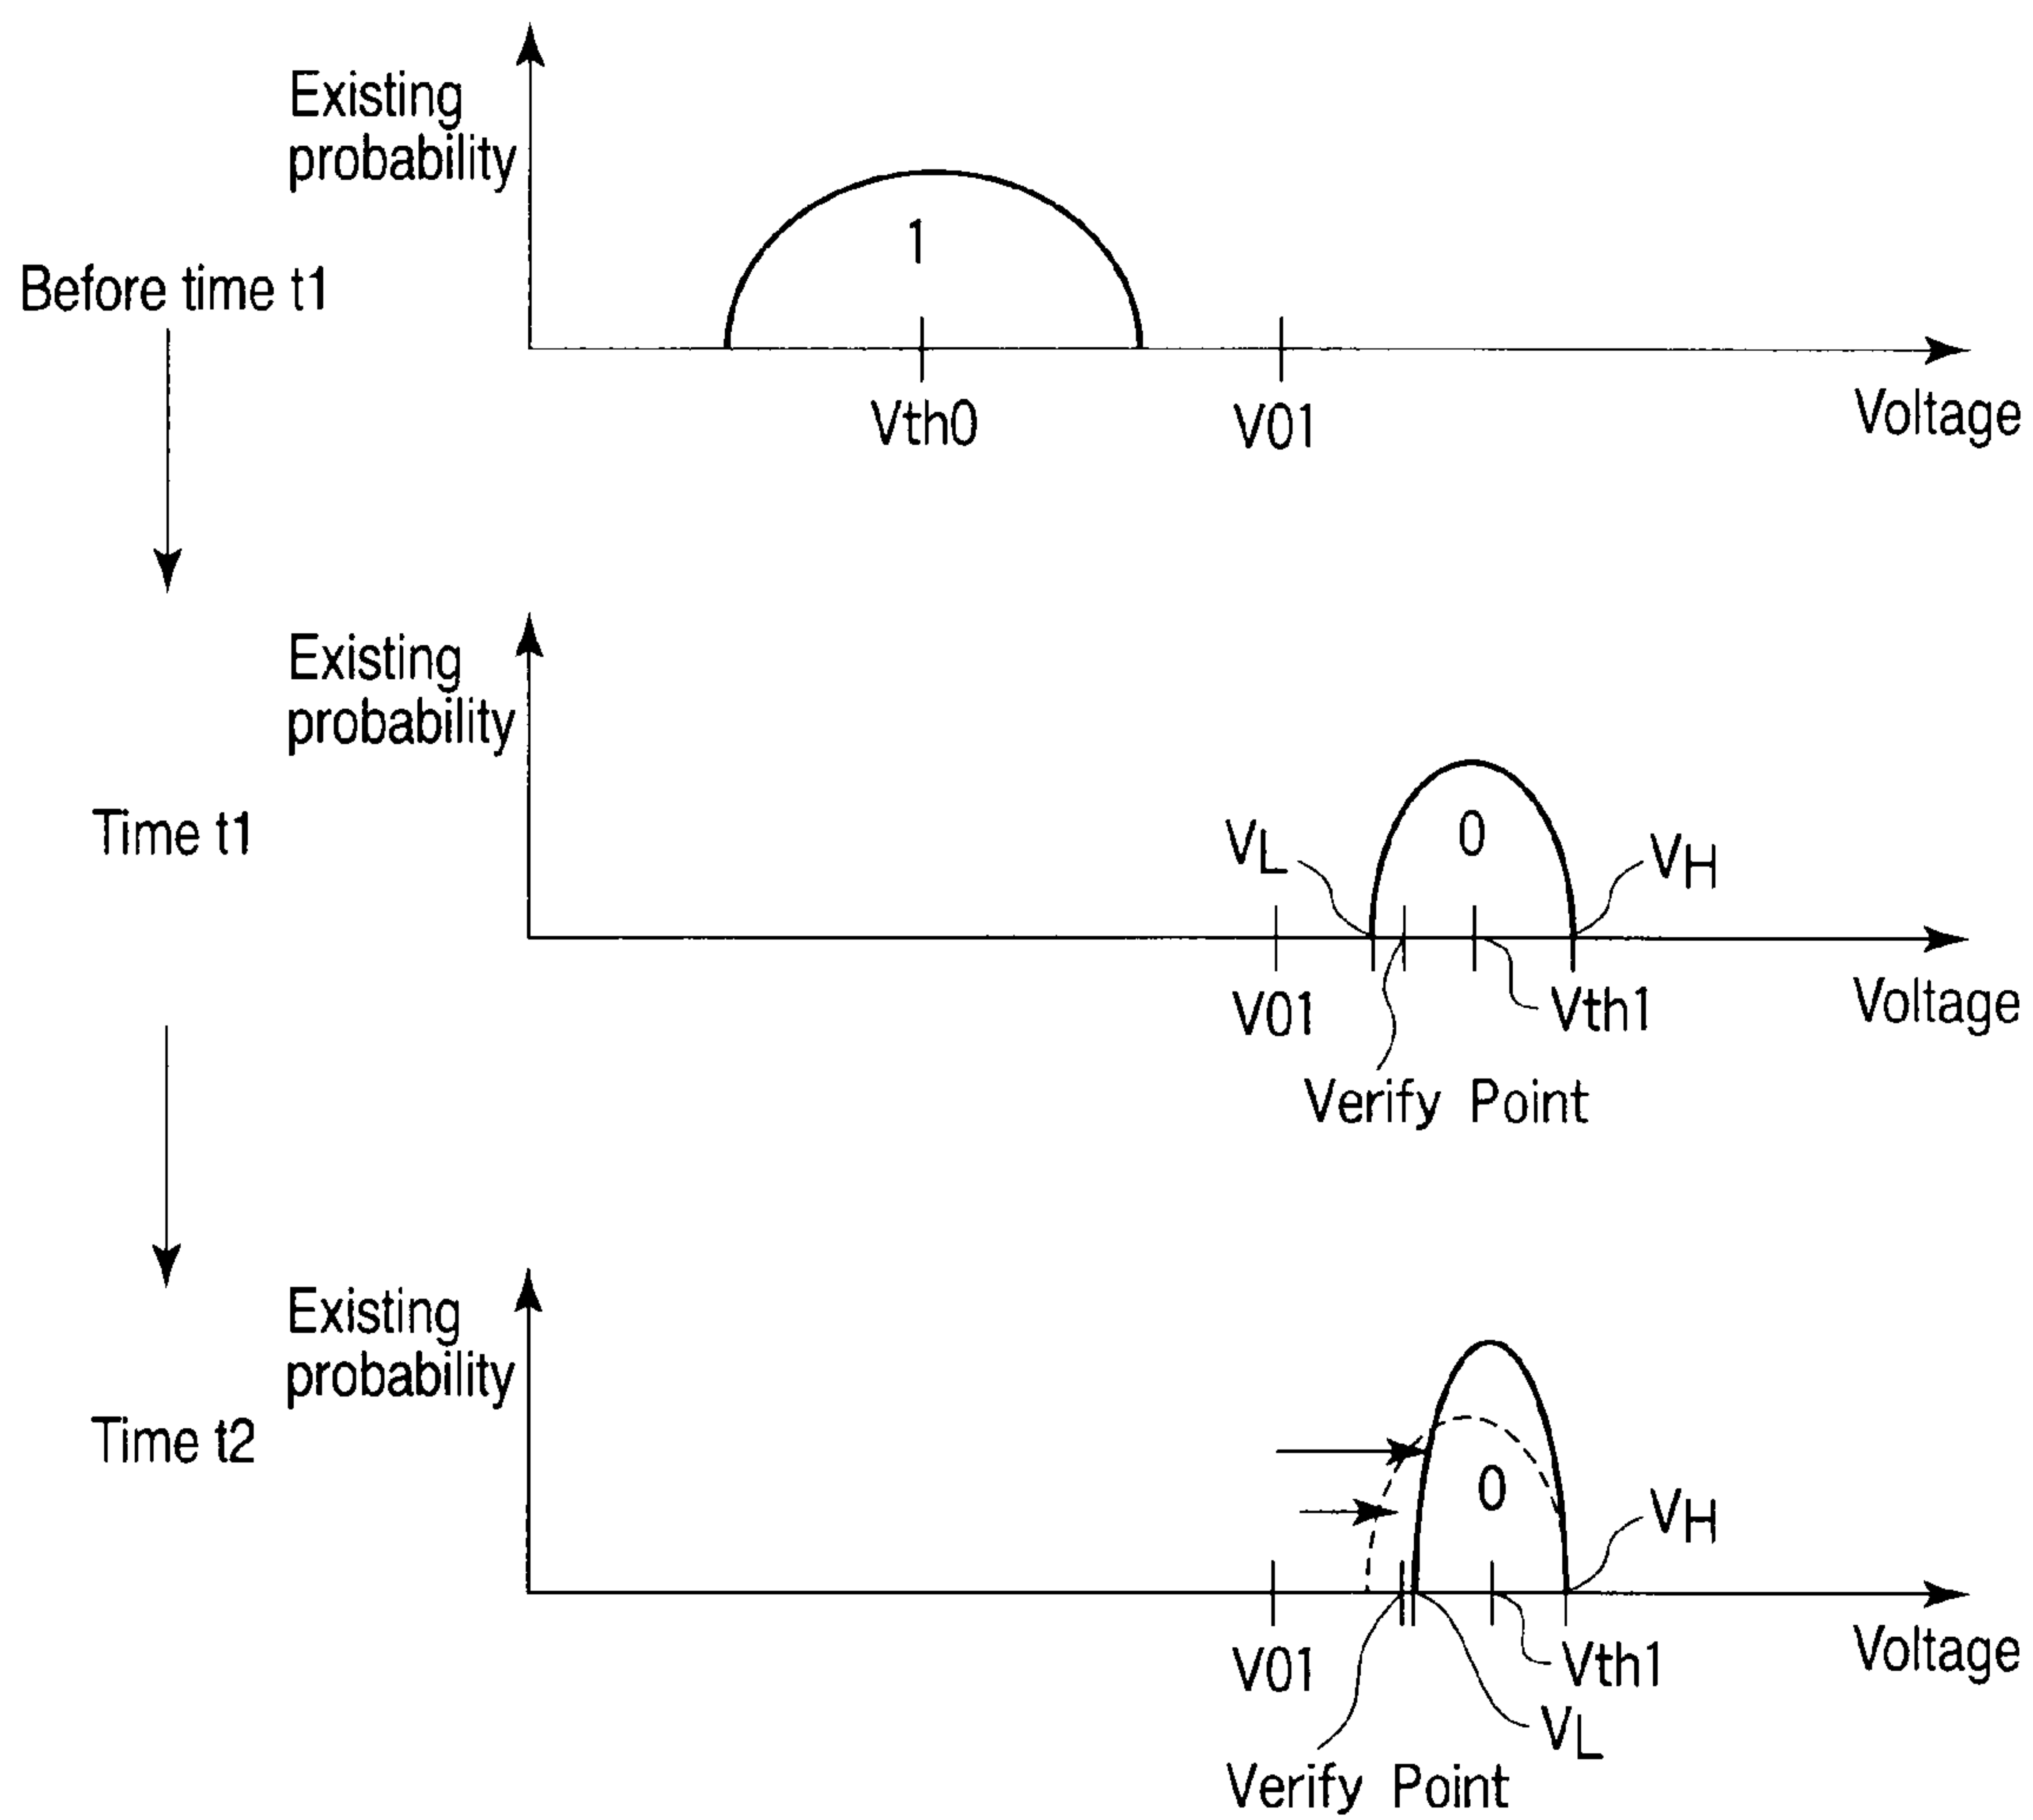 Existing
probability
1
Before time t1
Vth0
V01
Voltage
Existing
probability
Time t1
VL
0
VH
V01
Vth1
Voltage
Verify Point
Existing
probability
Time t2
0
VH
V01
Vth1
Voltage
VL
Verify Point